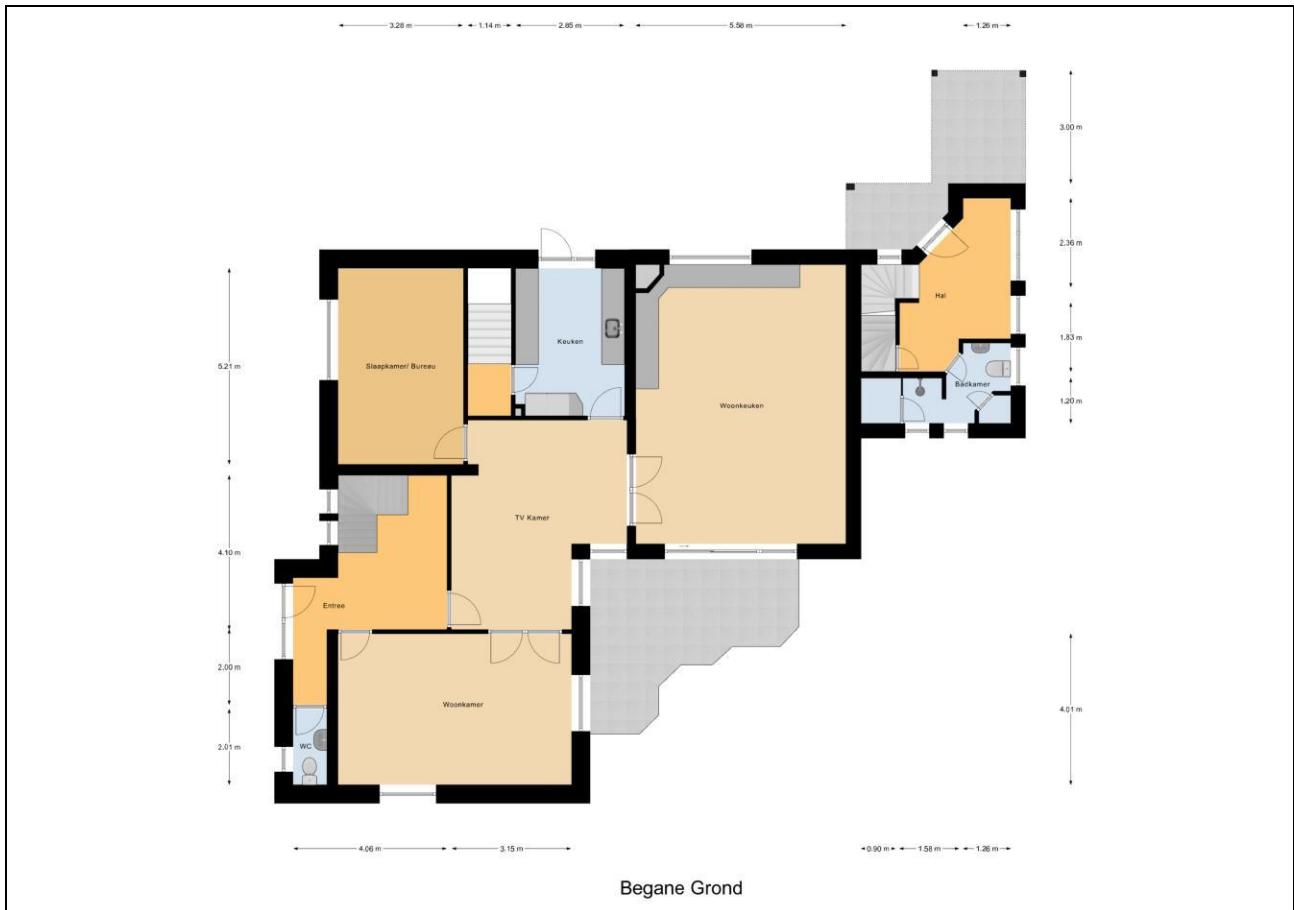 3.28 m
1.14 m
2.85 m
5.58 m
1.26 m
3.00 m
2.36 m
Hal
1.83 m
Keuken
5.21 m
Slaapkamer/ Bureau
Badkamer
1.20 m
Woonkeuken
TV Kamer
4.10 m
Entree
2.00 m
Woonkamer
4.01 m
WC
2.01 m
4.06 m
3.15 m
0.90 m
1.58 m
1.26 m
Begane Grond